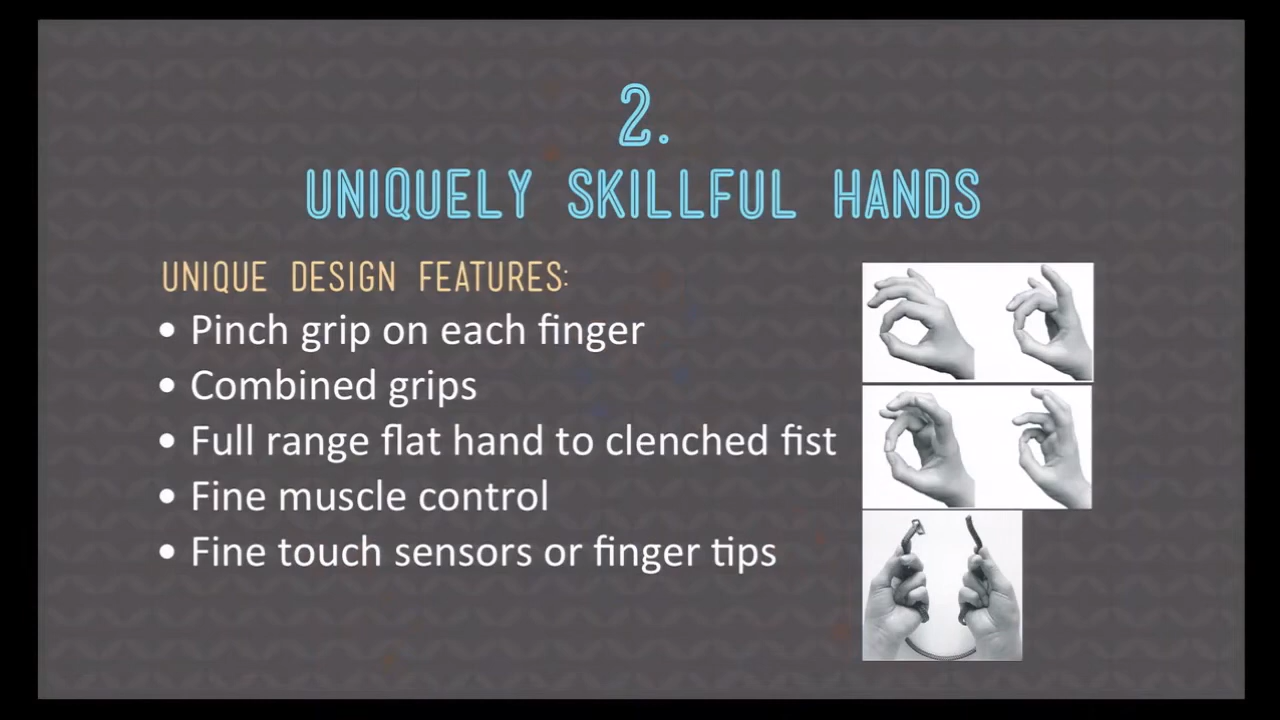 2.
UNIQUELY SKILLFUL HANDS
UNIQUE DESIGN FEATURES:
• Pinch grip on each finger
• Combined grips
• Full range flat hand to clenched fist
• Fine muscle control
• Fine touch sensors or finger tips